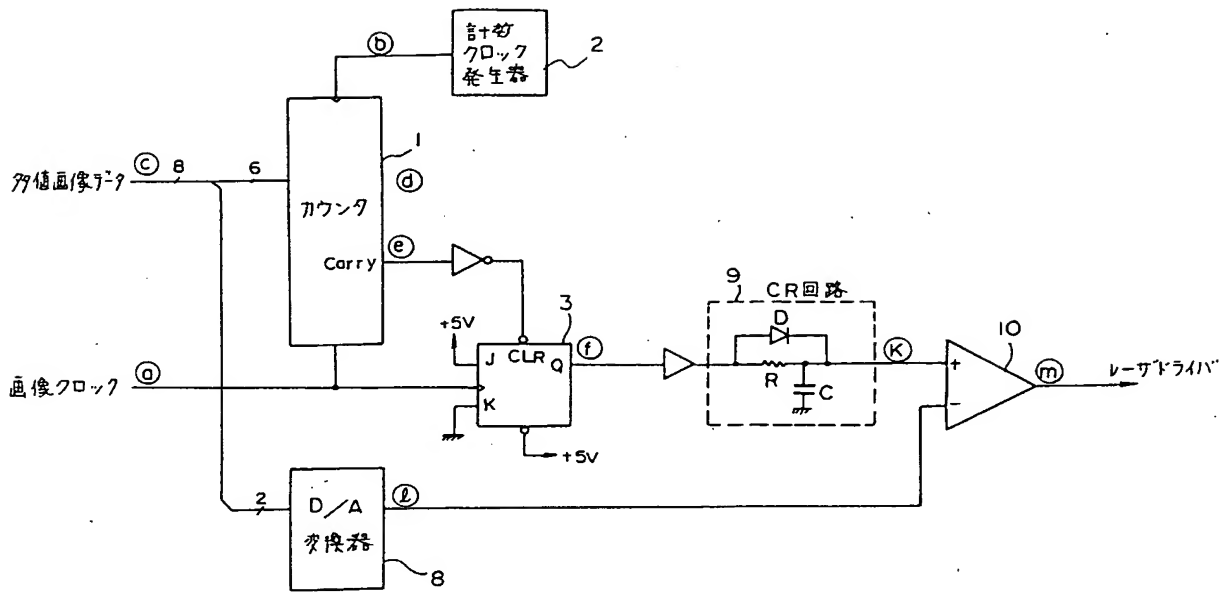 計数
クロック
発生器
2
ⓑ
1
多値画像データ
ⓒ
8
6
ⓓ
カウンタ
ⓔ
Carry
9
CR回路
+5V
3
D
10
J
CLR
Q
ⓕ
Ⓚ
+
ⓜ
レーザドライバ
画像クロック
ⓐ
R
C
K
−
+5V
2
D/A
変換器
ⓛ
8